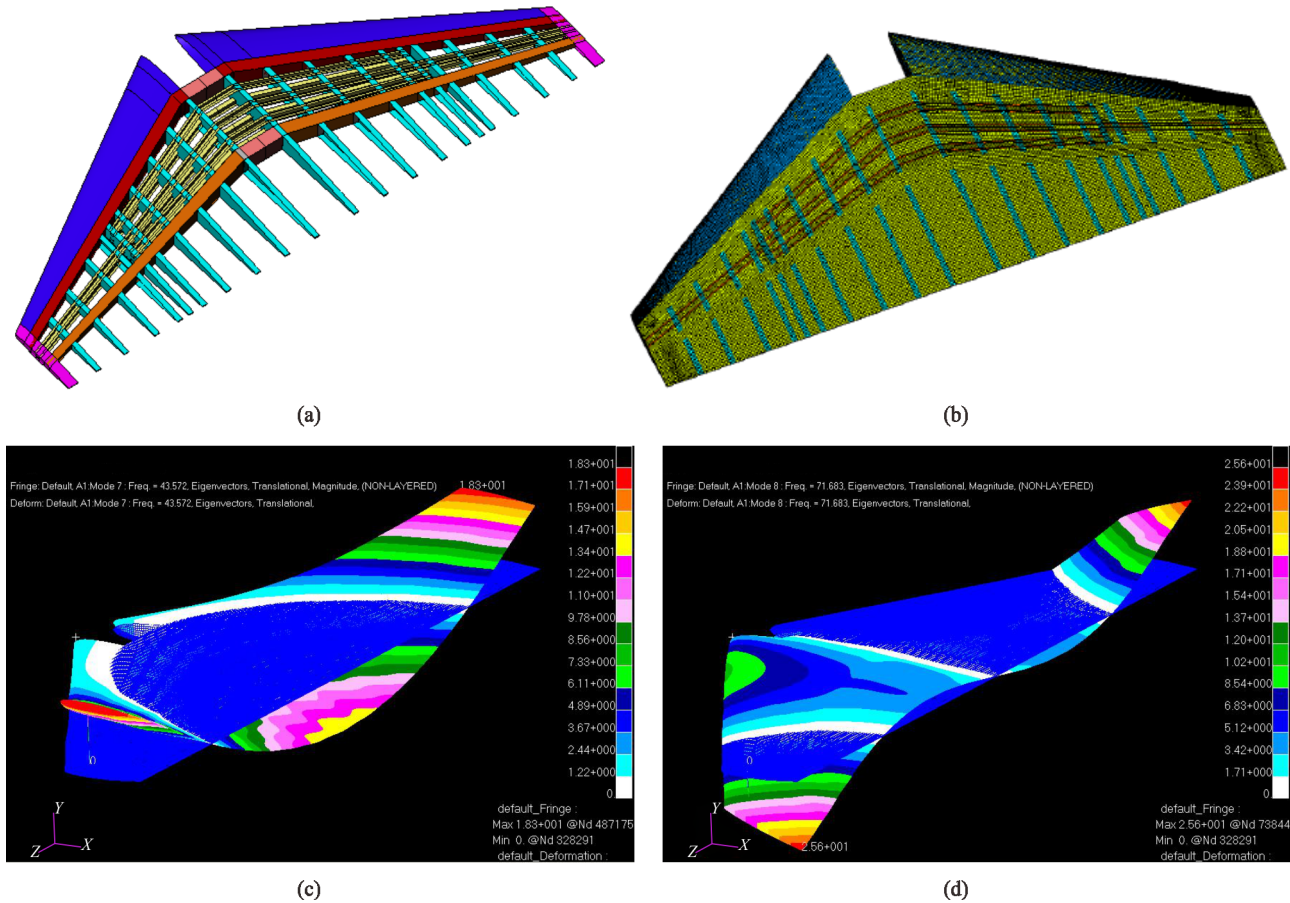 (a)
(b)
Fringe: Default, A1:Mode 7 : Freq. = 43.572, Eigenvectors, Translational, Magnitude, (NON-LAYERED)
Deform: Default, A1:Mode 7 : Freq. = 43.572, Eigenvectors, Translational,
1.83+001
1.83+001
1.71+001
1.59+001
1.47+001
1.34+001
1.22+001
1.10+001
9.78+000
8.56+000
7.33+000
6.11+000
4.89+000
3.67+000
2.44+000
1.22+000
0
0
Y
Z
X
default_Fringe :
Max 1.83+001 @Nd 487175
Min 0. @Nd 328291
default_Deformation :
(c)
Fringe: Default, A1:Mode 8 : Freq. = 71.683, Eigenvectors, Translational, Magnitude, (NON-LAYERED)
Deform: Default, A1:Mode 8 : Freq. = 71.683, Eigenvectors, Translational,
2.56+001
2.39+001
2.22+001
2.05+001
1.88+001
1.71+001
1.54+001
1.37+001
1.20+001
1.02+001
8.54+000
6.83+000
5.12+000
3.42+000
1.71+000
0
0
2.56+001
Y
Z
X
default_Fringe :
Max 2.56+001 @Nd 73844
Min 0. @Nd 328291
default_Deformation :
(d)